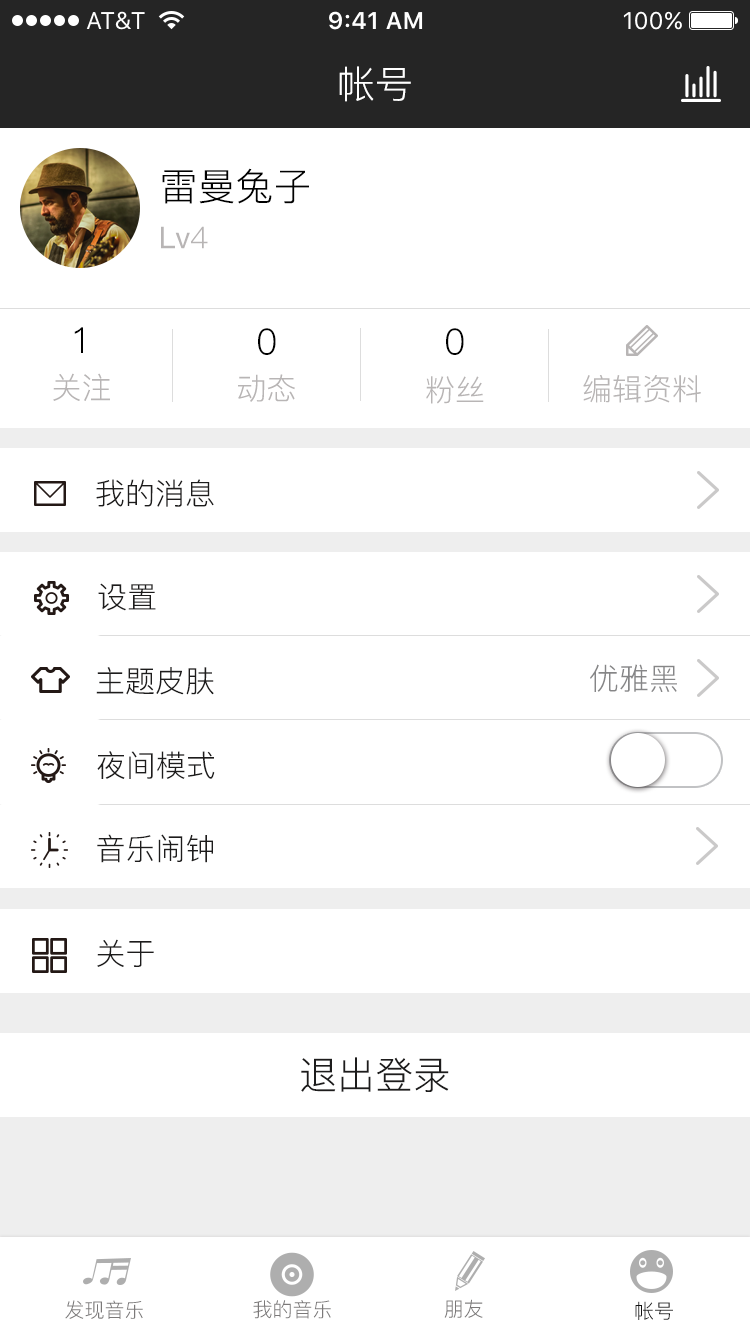 AT&T 9:41 AM 100%
帐号
雷曼兔子
Lv4
1 0 0
关注 动态 粉丝 编辑资料
我的消息
设置
主题皮肤 优雅黑
夜间模式
音乐闹钟
关于
退出登录
发现音乐 我的音乐 朋友 帐号